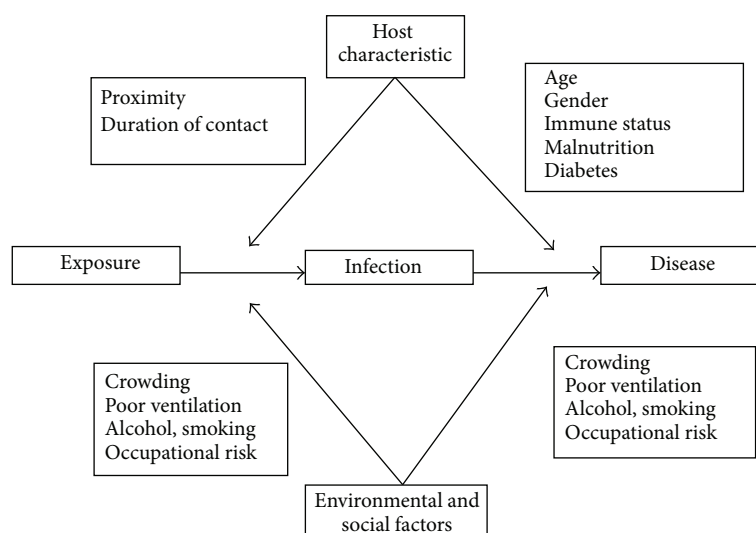 Host
characteristic
Proximity
Duration of contact
Age
Gender
Immune status
Malnutrition
Diabetes
Exposure
Infection
Disease
Crowding
Poor ventilation
Alcohol, smoking
Occupational risk
Crowding
Poor ventilation
Alcohol, smoking
Occupational risk
Environmental and
social factors